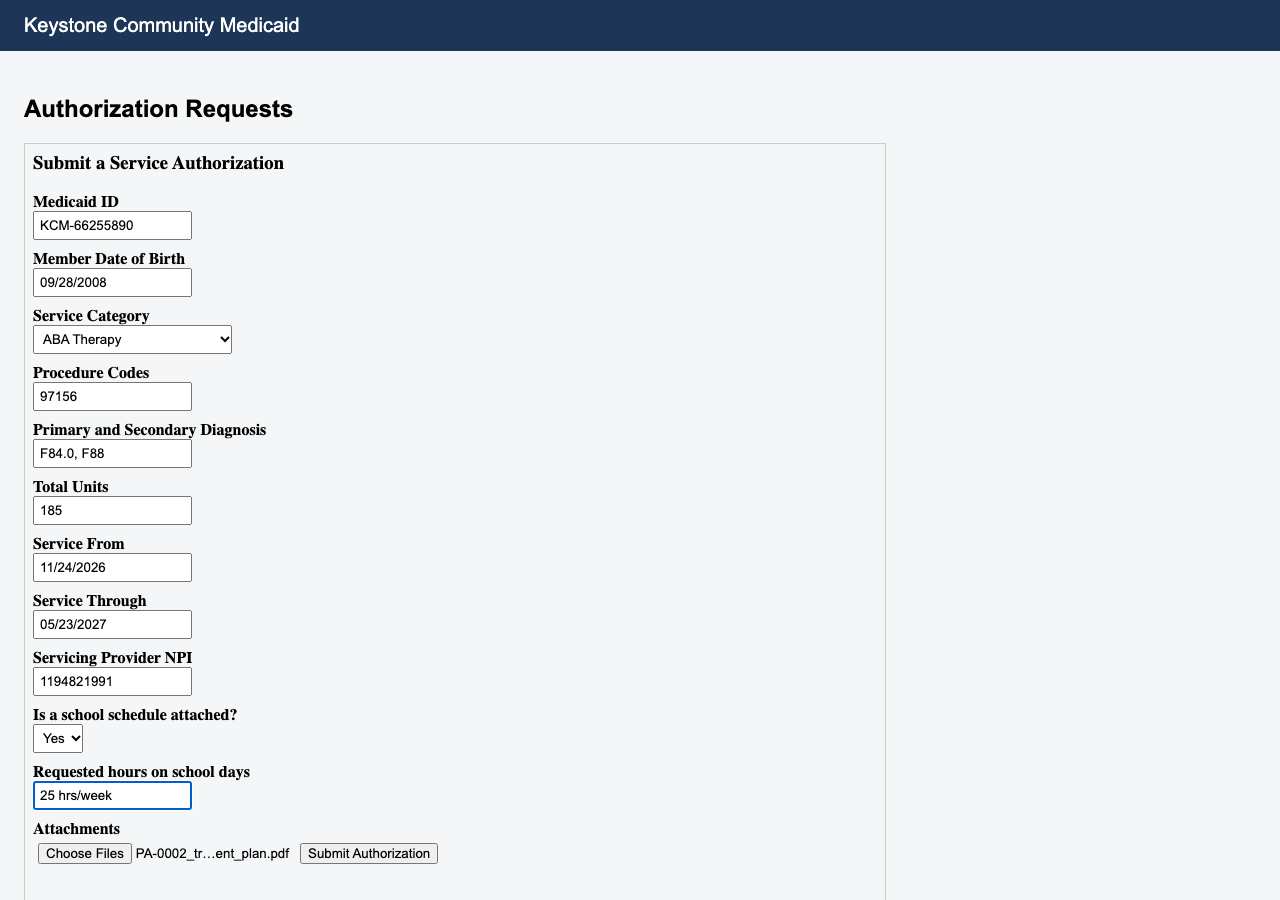 Keystone Community Medicaid
Authorization Requests
Submit a Service Authorization
Medicaid ID
KCM-66255890
Member Date of Birth
09/28/2008
Service Category
ABA Therapy
Procedure Codes
97156
Primary and Secondary Diagnosis
F84.0, F88
Total Units
185
Service From
11/24/2026
Service Through
05/23/2027
Servicing Provider NPI
1194821991
Is a school schedule attached?
Yes
Requested hours on school days
25 hrs/week
Attachments
Choose Files PA-0002_tr…ent_plan.pdf Submit Authorization